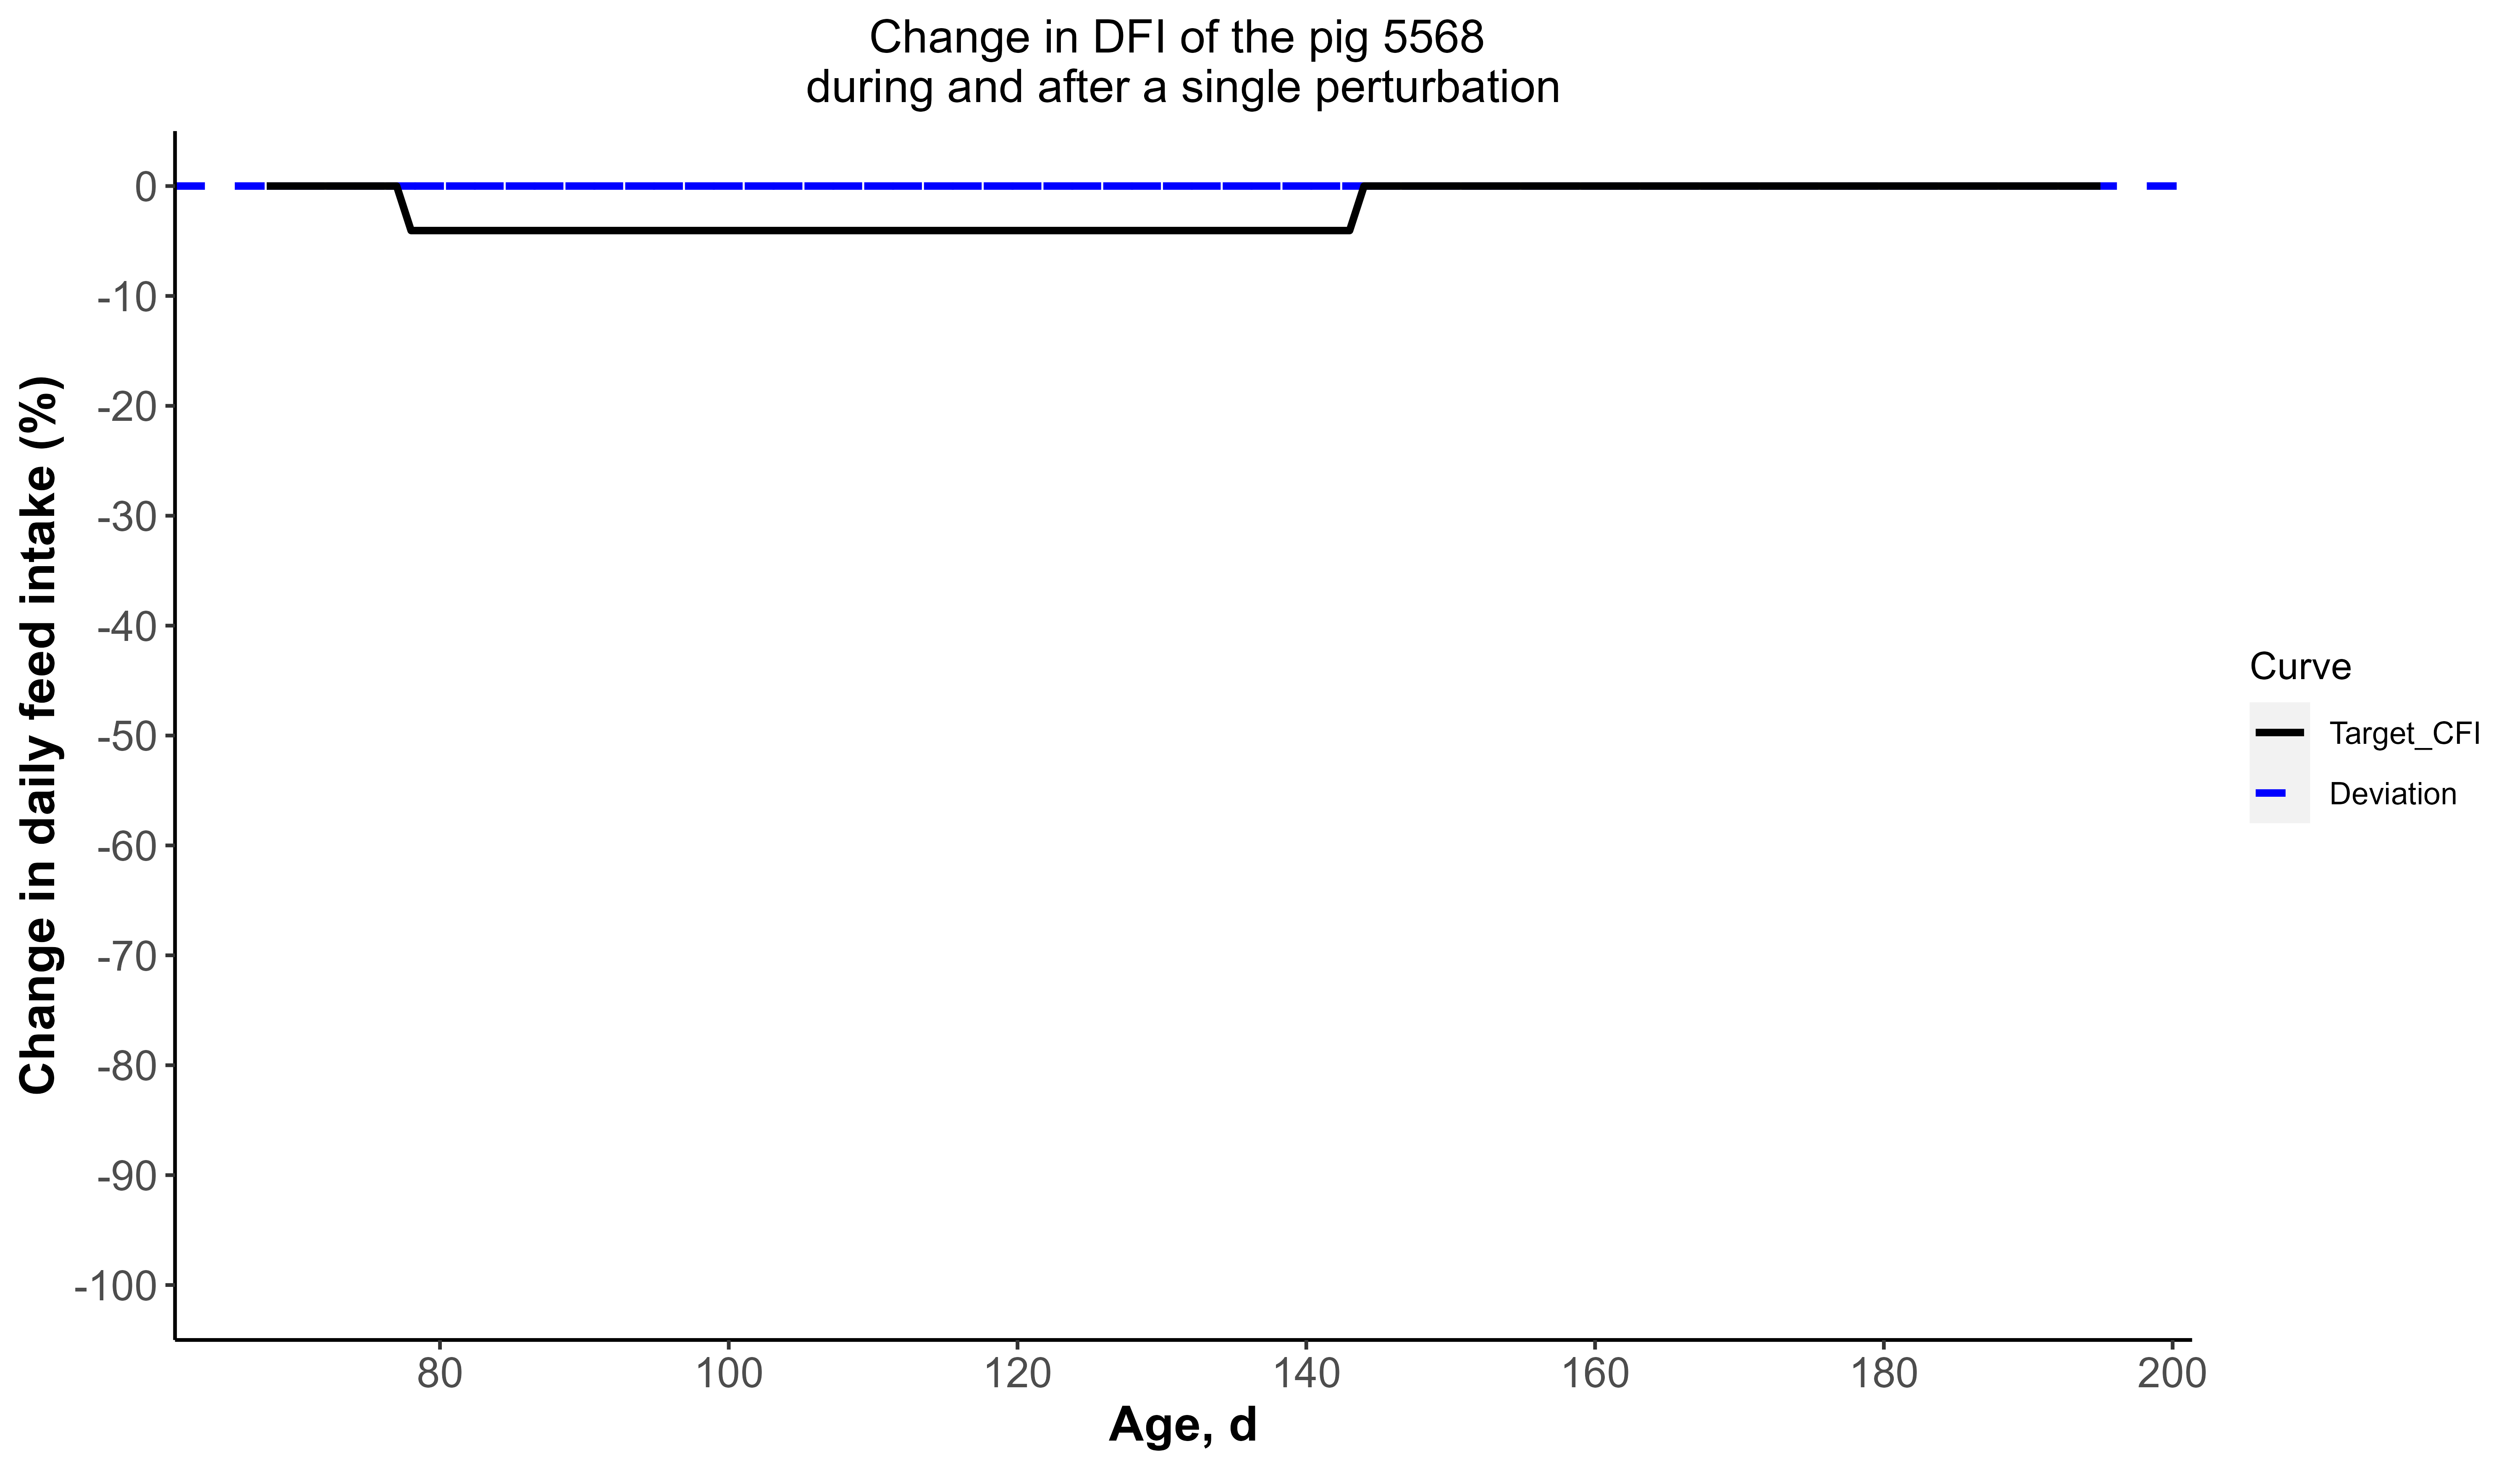 Change in DFI of the pig 5568
during and after a single perturbation
Change in daily feed intake (%)
0
-10
-20
-30
-40
-50
-60
-70
-80
-90
-100
80
100
120
140
160
180
200
Age, d
Curve
Target_CFI
Deviation